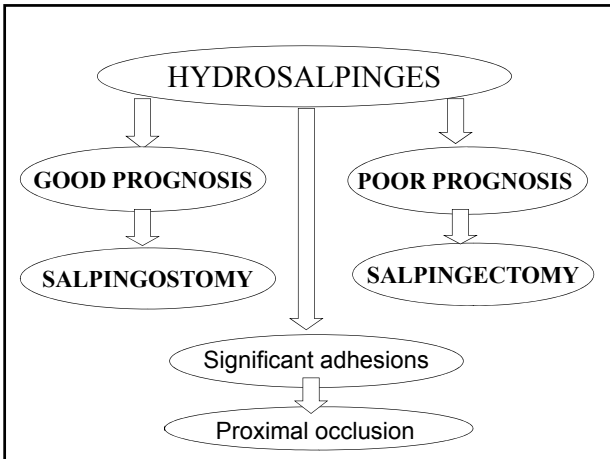 HYDROSALPINGES
GOOD PROGNOSIS
POOR PROGNOSIS
SALPINGOSTOMY
SALPINGECTOMY
Significant adhesions
Proximal occlusion